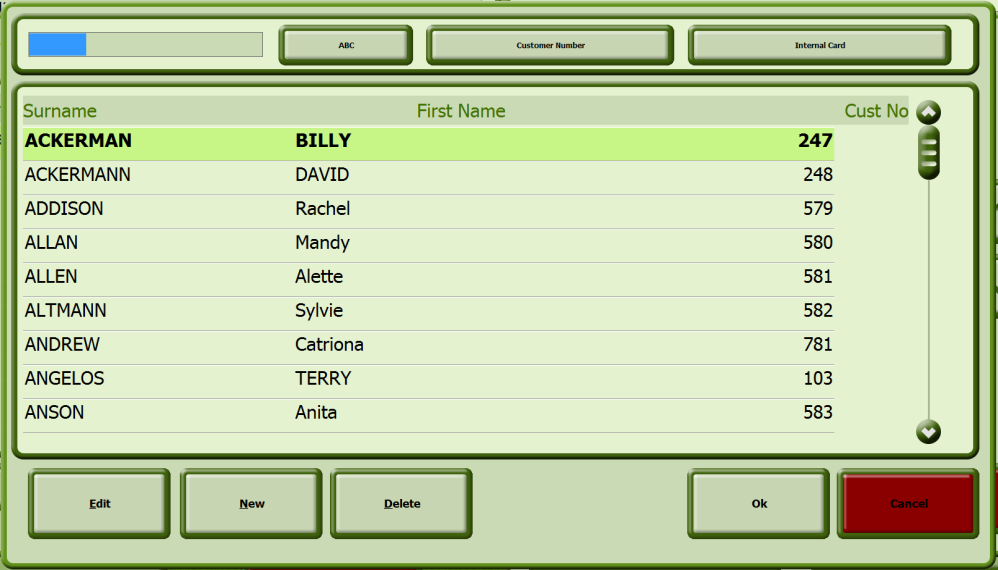 ABC Customer Number Internal Card
Surname First Name Cust No
ACKERMAN BILLY 247
ACKERMANN DAVID 248
ADDISON Rachel 579
ALLAN Mandy 580
ALLEN Alette 581
ALTMANN Sylvie 582
ANDREW Catriona 781
ANGELOS TERRY 103
ANSON Anita 583
Edit New Delete Ok Cancel